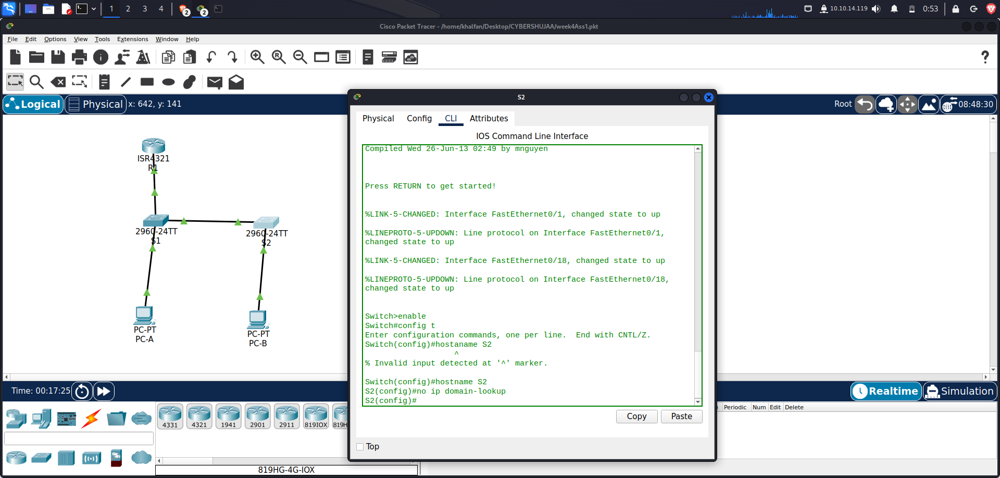 1 2 3 4 2 2 10.10.14.119 0:53
Cisco Packet Tracer - /home/khalfan/Desktop/CYBERSHUJAA/week4Ass1.pkt
File Edit Options View Tools Extensions Window Help
Logical Physical x: 642, y: 141
Root 08:48:30
ISR4321
R1
2960-24TT
S1
2960-24TT
S2
PC-PT
PC-A
PC-PT
PC-B
S2
Physical Config CLI Attributes
IOS Command Line Interface
Compiled Wed 26-Jun-13 02:49 by mnguyen
Press RETURN to get started!
%LINK-5-CHANGED: Interface FastEthernet0/1, changed state to up
%LINEPROTO-5-UPDOWN: Line protocol on Interface FastEthernet0/1,
changed state to up
%LINK-5-CHANGED: Interface FastEthernet0/18, changed state to up
%LINEPROTO-5-UPDOWN: Line protocol on Interface FastEthernet0/18,
changed state to up
Switch>enable
Switch#config t
Enter configuration commands, one per line.  End with CNTL/Z.
Switch(config)#hostaname S2
^
% Invalid input detected at '^' marker.
Switch(config)#hostname S2
S2(config)#no ip domain-lookup
S2(config)#
Copy Paste
Top
Time: 00:17:25
Realtime Simulation
Periodic Num Edit Delete
4331 4321 1941 2901 2911 819IOX 819H
819HG-4G-IOX